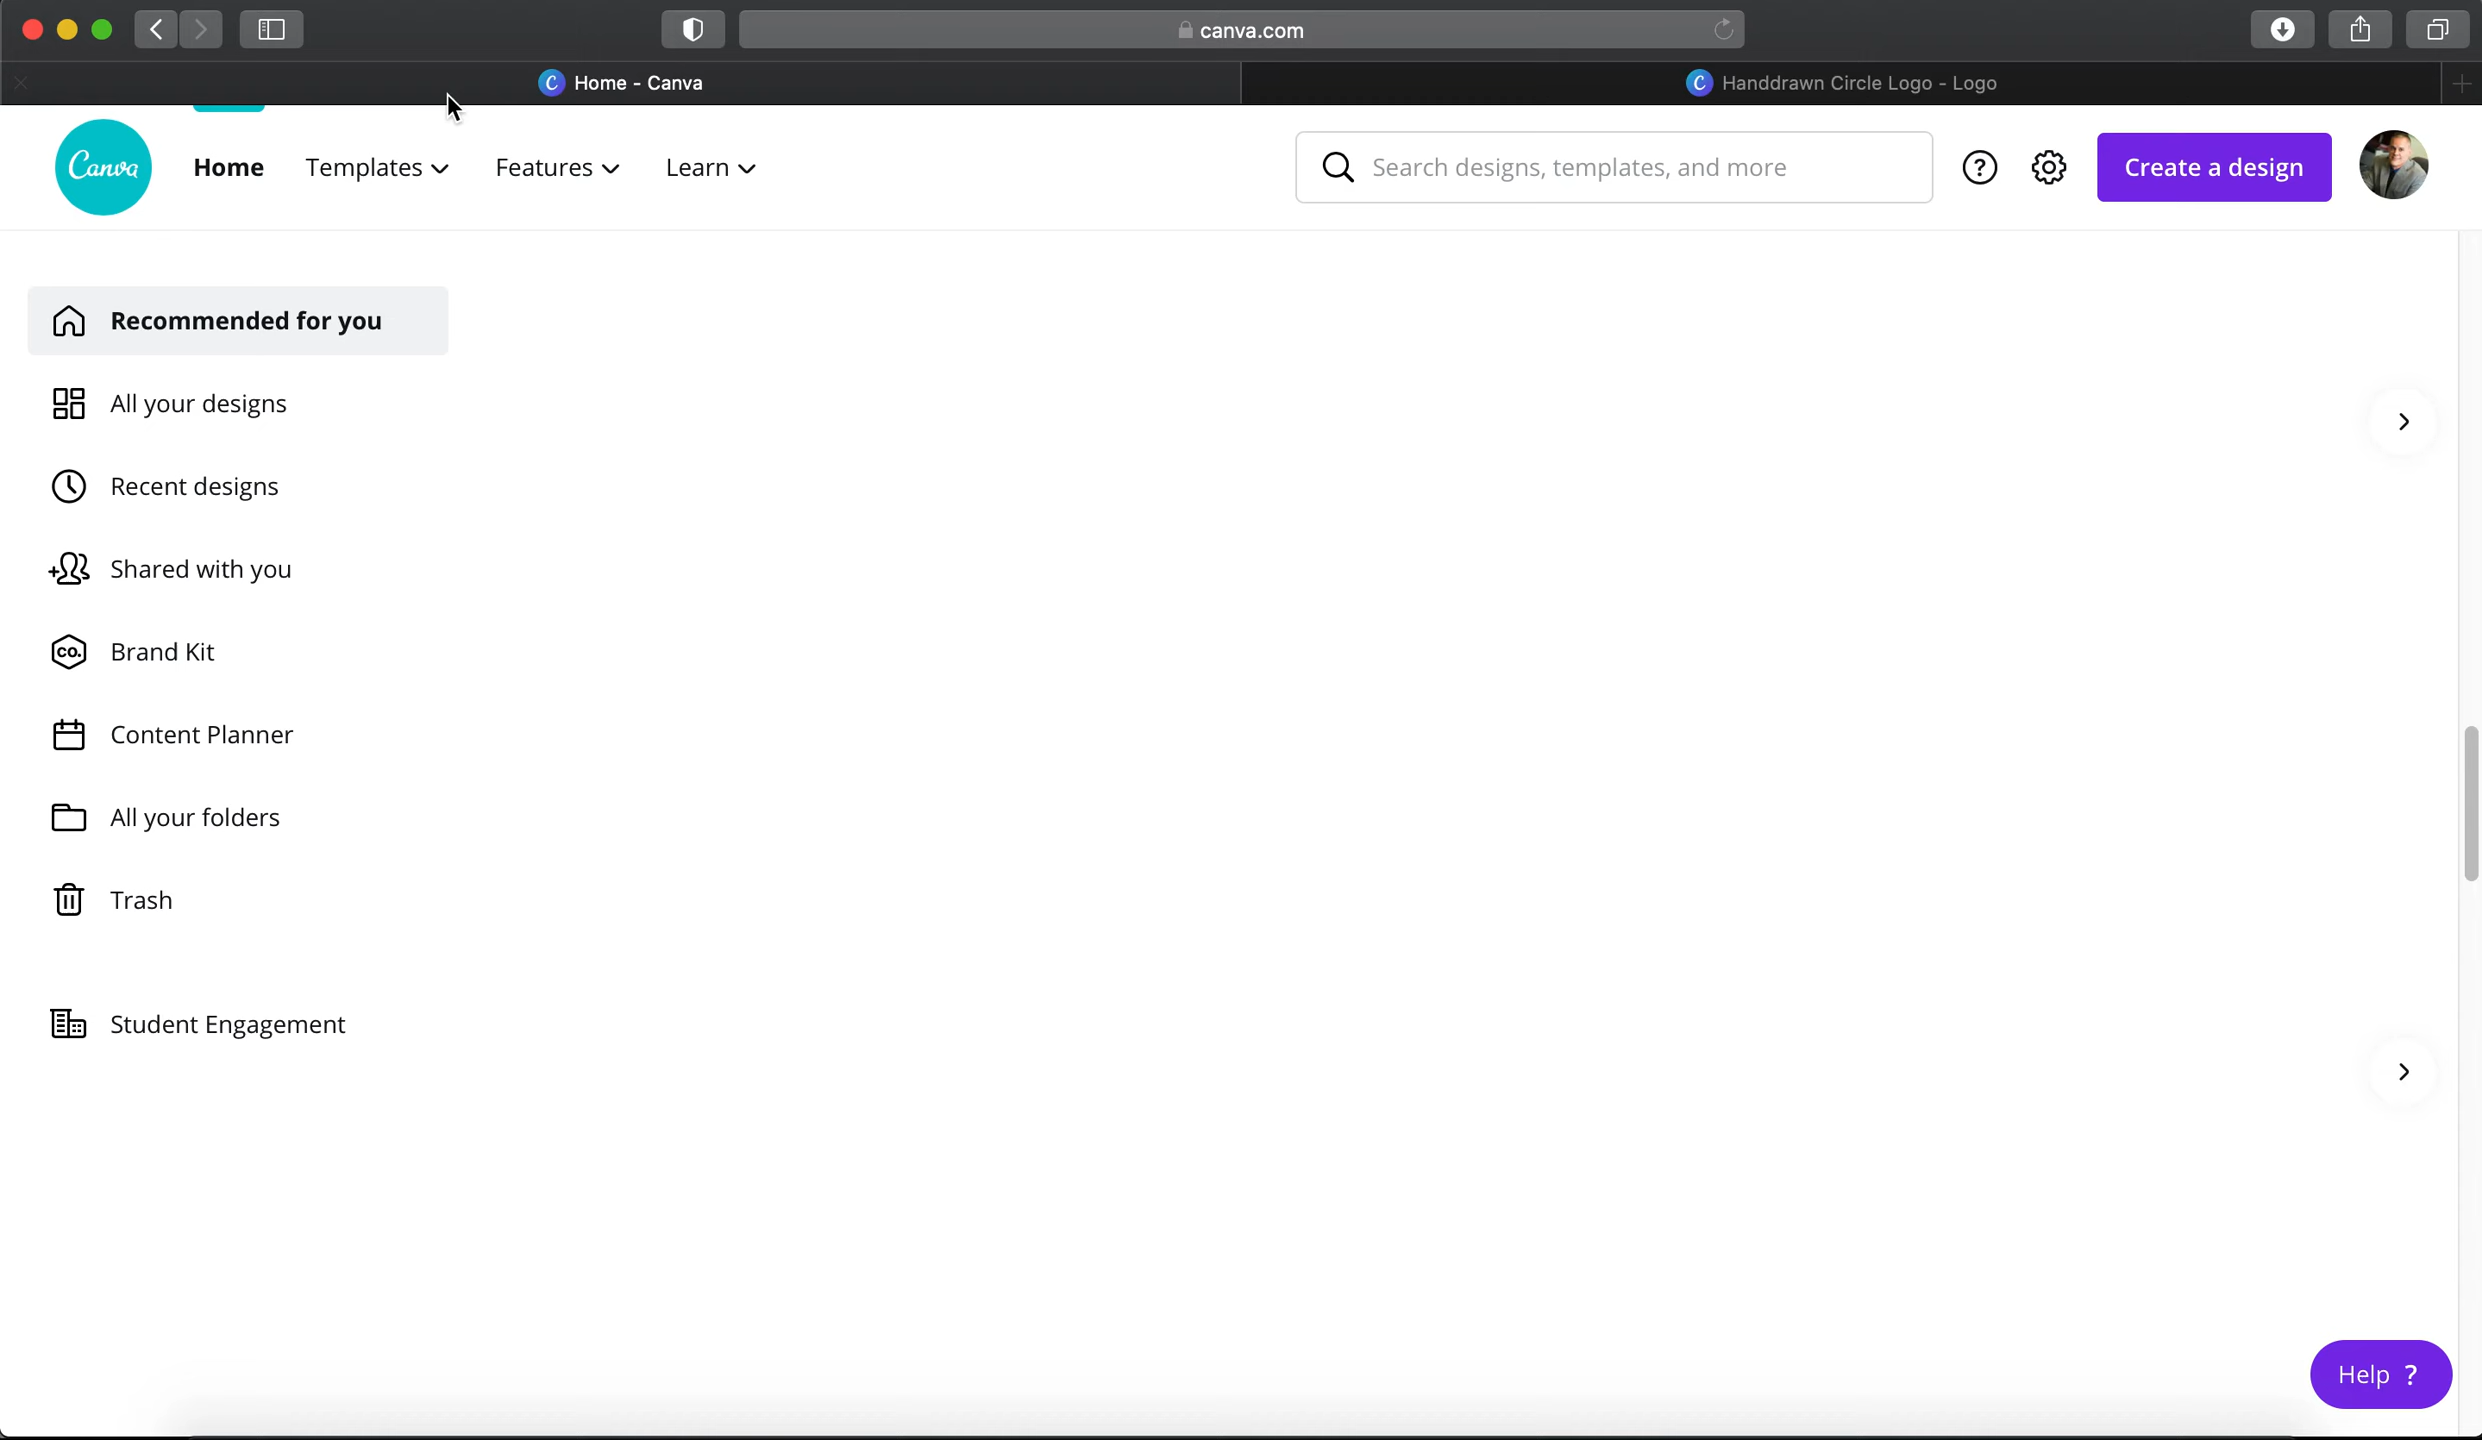 canva.com
Home - Canva
Handdrawn Circle Logo - Logo
Canva
Home
Templates
Features
Learn
Search designs, templates, and more
Create a design
Recommended for you
All your designs
Recent designs
Shared with you
CO.
Brand Kit
Content Planner
All your folders
Trash
Student Engagement
Help ?